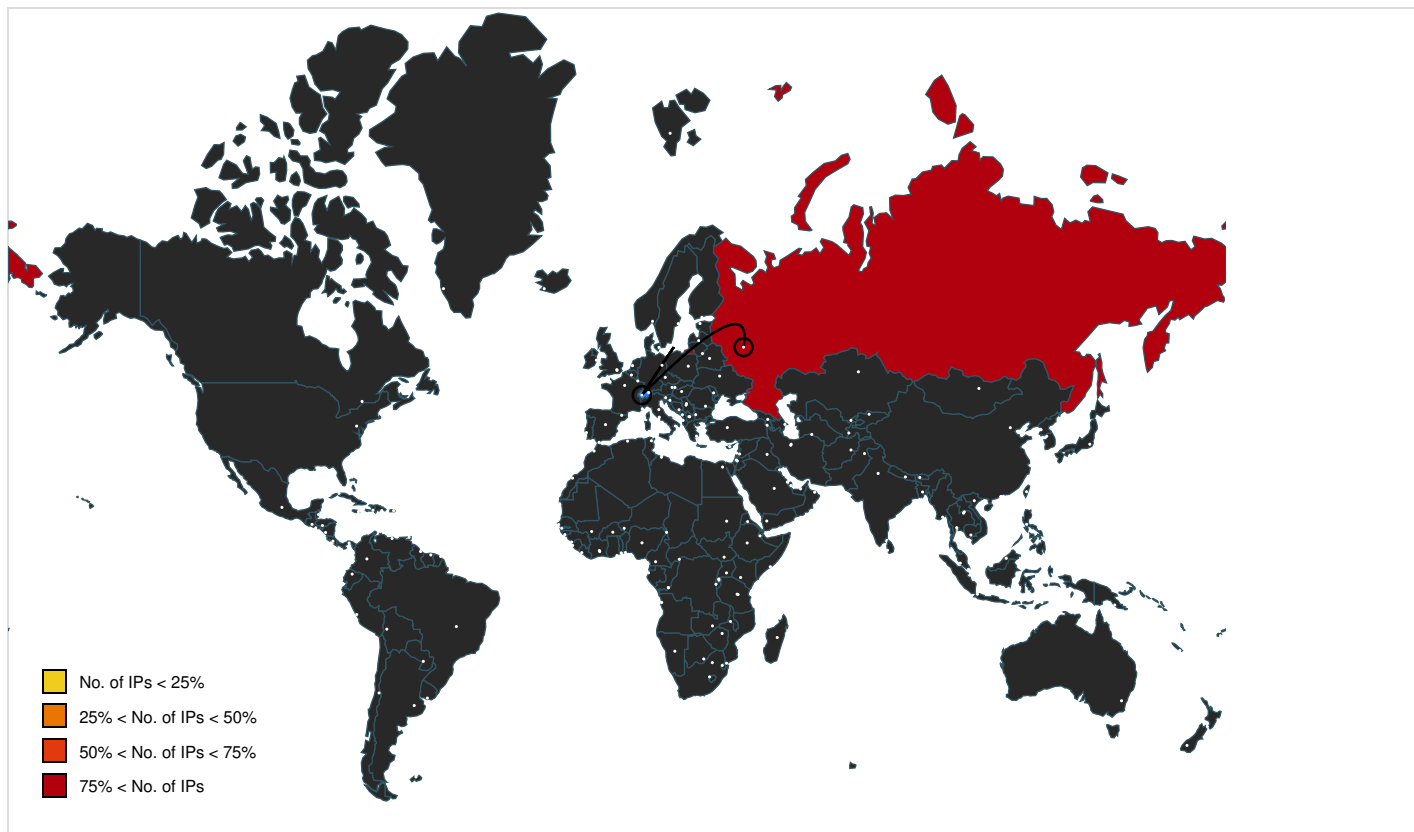 No. of IPs < 25%
25% < No. of IPs < 50%
50% < No. of IPs < 75%
75% < No. of IPs